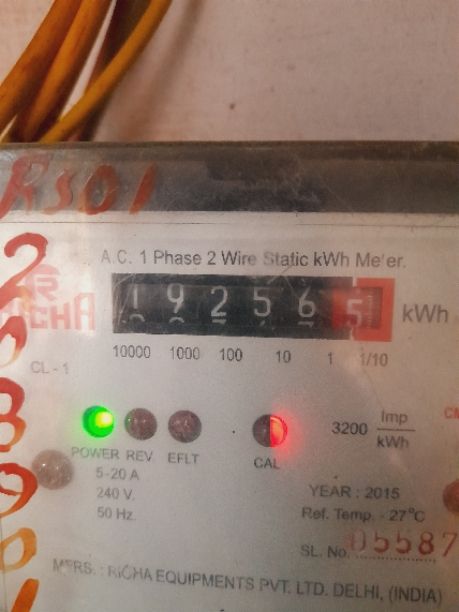 RS01
A.C. 1 Phase 2 Wire Static kWh Meter.
RICHA
192565 kWh
10000 1000 100 10 1 1/10
CL - 1
3200 Imp/kWh
POWER REV EFLT CAL
5-20 A
240 V.
50 Hz.
YEAR : 2015
Ref. Temp. - 27°C
SL. No. 05587
MFRS. : RICHA EQUIPMENTS PVT. LTD. DELHI, (INDIA)